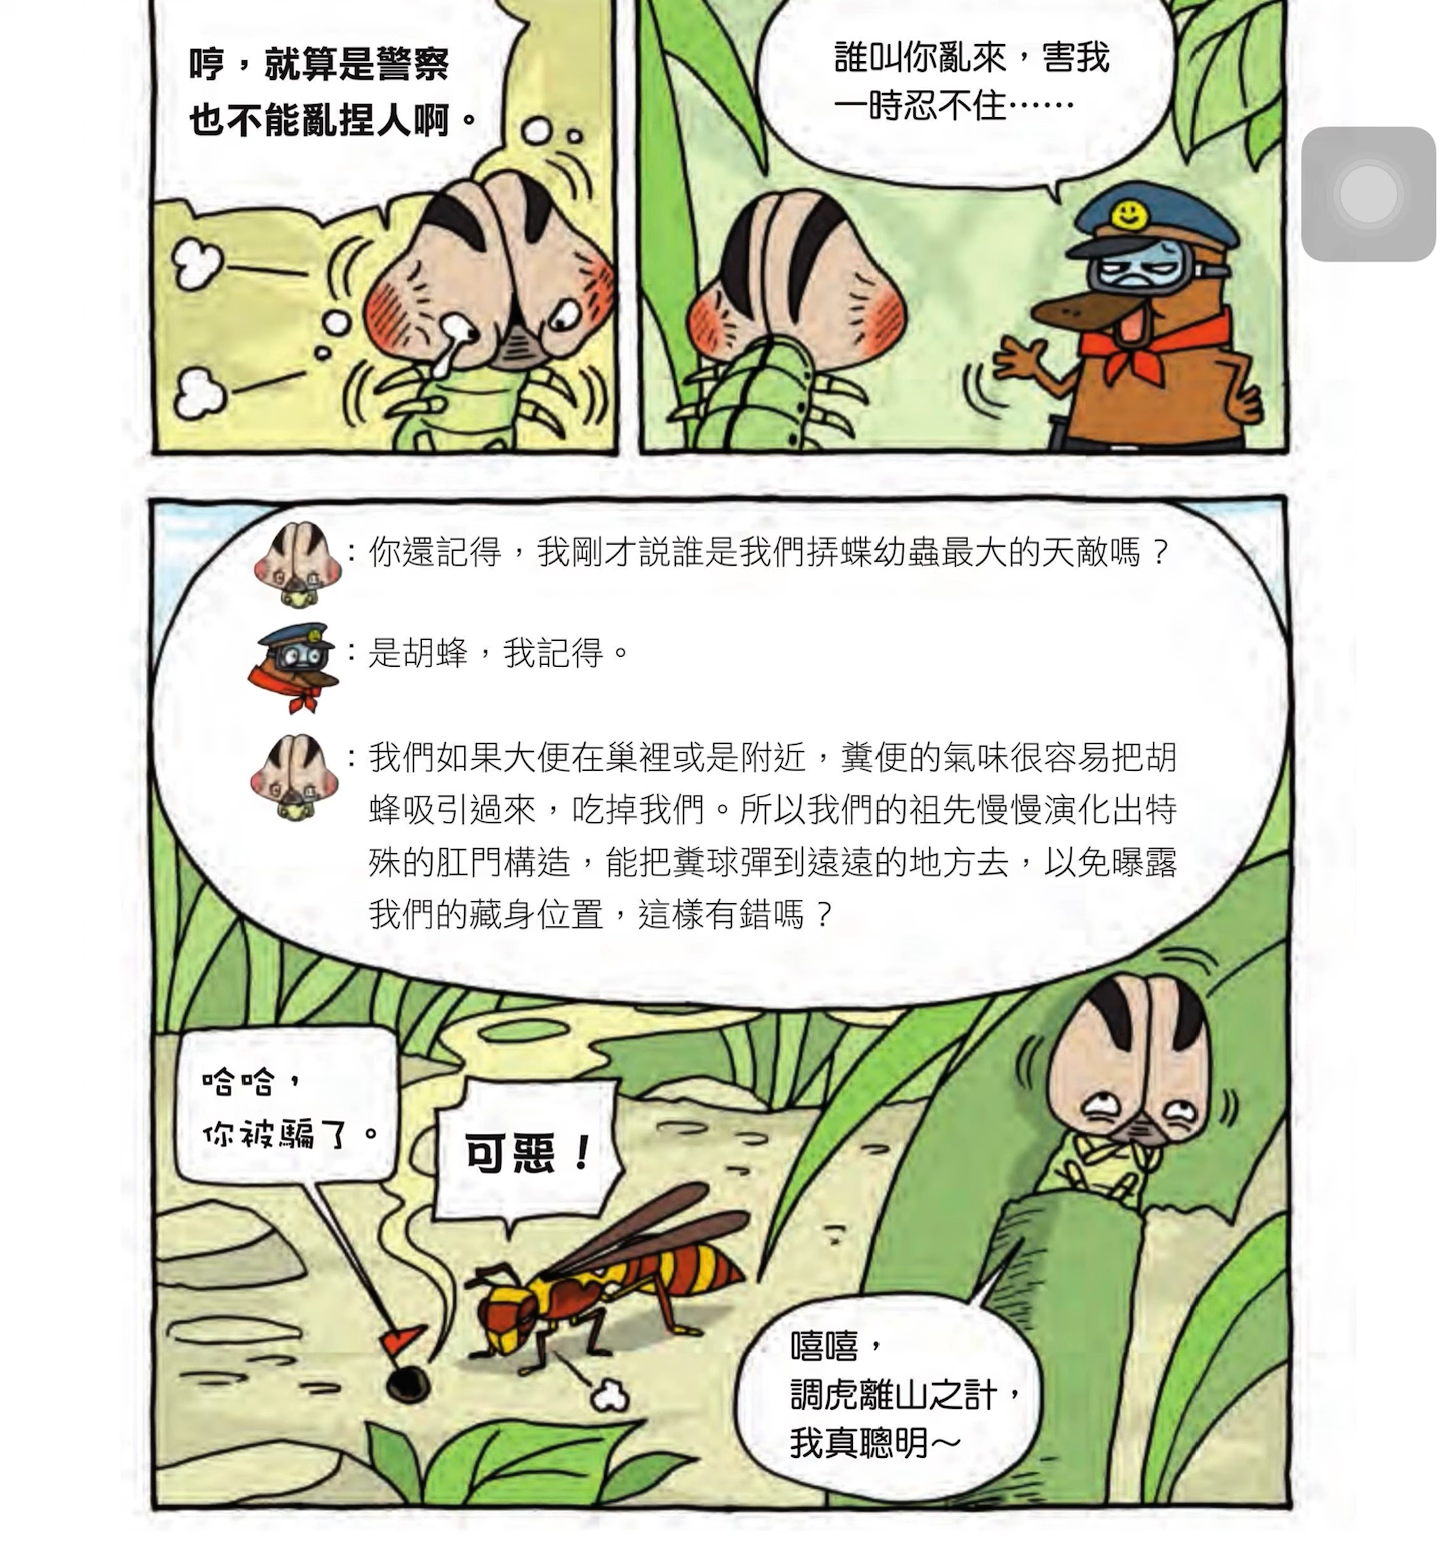 哼，就算是警察
也不能亂捏人啊。
誰叫你亂來，害我
一時忍不住……
：你還記得，我剛才説誰是我們挵蝶幼蟲最大的天敵嗎？
：是胡蜂，我記得。
：我們如果大便在巢裡或是附近，糞便的氣味很容易把胡
蜂吸引過來，吃掉我們。所以我們的祖先慢慢演化出特
殊的肛門構造，能把糞球彈到遠遠的地方去，以免曝露
我們的藏身位置，這樣有錯嗎？
哈哈，
你被騙了。
可惡！
嘻嘻，
調虎離山之計，
我真聰明～